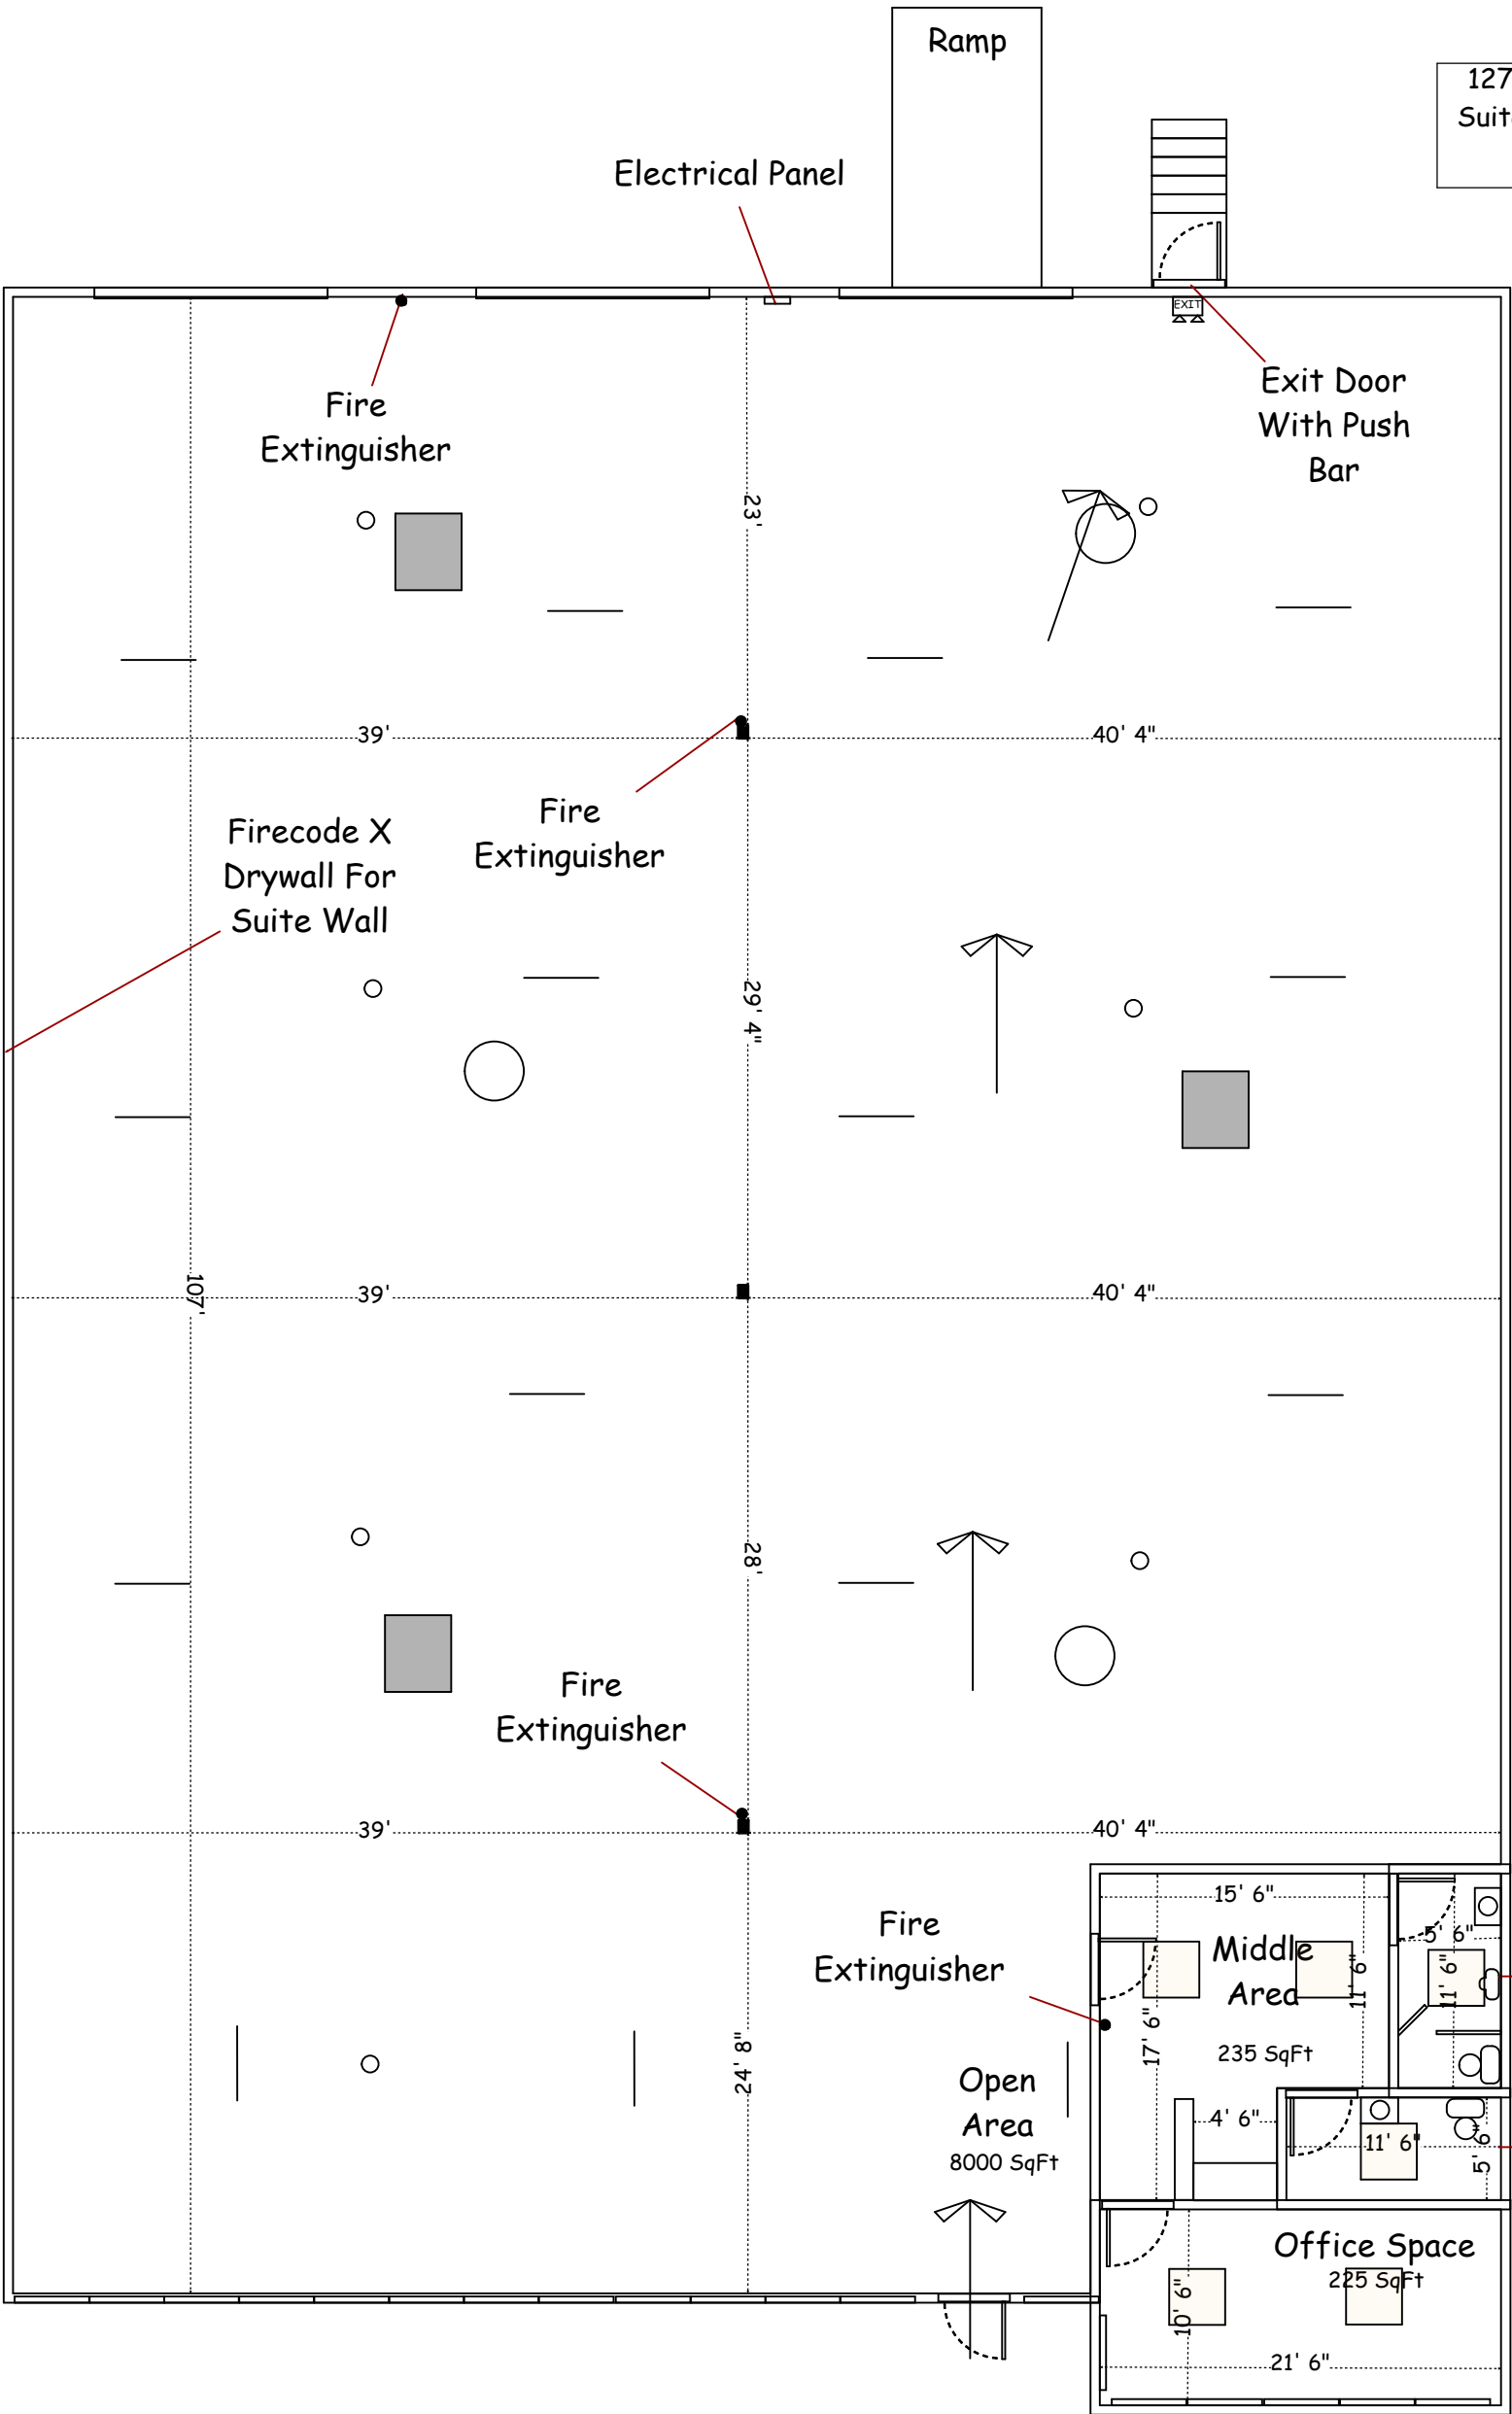 Ramp
127
Suit
Electrical Panel
EXIT
Fire
Extinguisher
Exit Door
With Push
Bar
23'
39'
40' 4"
Fire
Extinguisher
Firecode X
Drywall For
Suite Wall
29' 4"
107'
39'
40' 4"
28'
Fire
Extinguisher
39'
40' 4"
Fire
Extinguisher
15' 6"
Middle
Area
235 SqFt
11' 6"
17' 6"
5' 6"
11' 6"
24' 8"
Open
Area
8000 SqFt
4' 6"
11' 6"
5' 6"
Office Space
225 SqFt
10' 6"
21' 6"